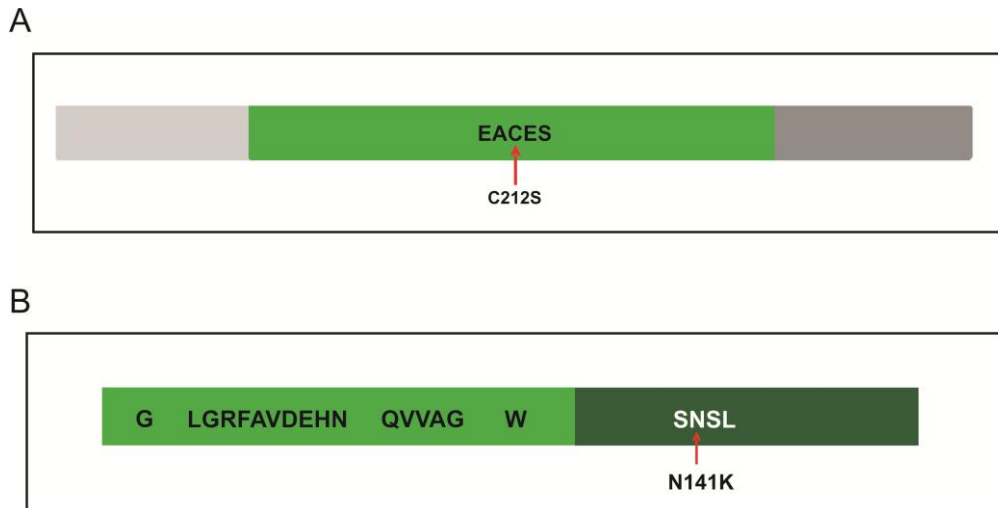 A
EACES
C212S
B
G LGRFAVDEHN QVVAG W SNSL
N141K